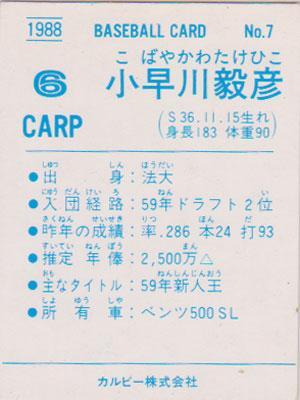 1988 BASEBALL CARD No.7
こ ばやかわたけひこ
6 小早川毅彦
CARP
(S36.11.15生れ
身長183 体重90)
しゅつ しん ほうだい
●出 身:法大
にゅうだんけいろ ねん い
●入団経路:59年ドラフト2位
さくねん せいせき りつ ほん だ
●昨年の成績:率.286 本24 打93
すいてい ねんぽう まん
●推定年俸:2,500万△
おも ねんしんじんおう
●主なタイトル:59年新人王
しょ ゆう しゃ
●所 有 車:ベンツ500SL
カルビー株式会社